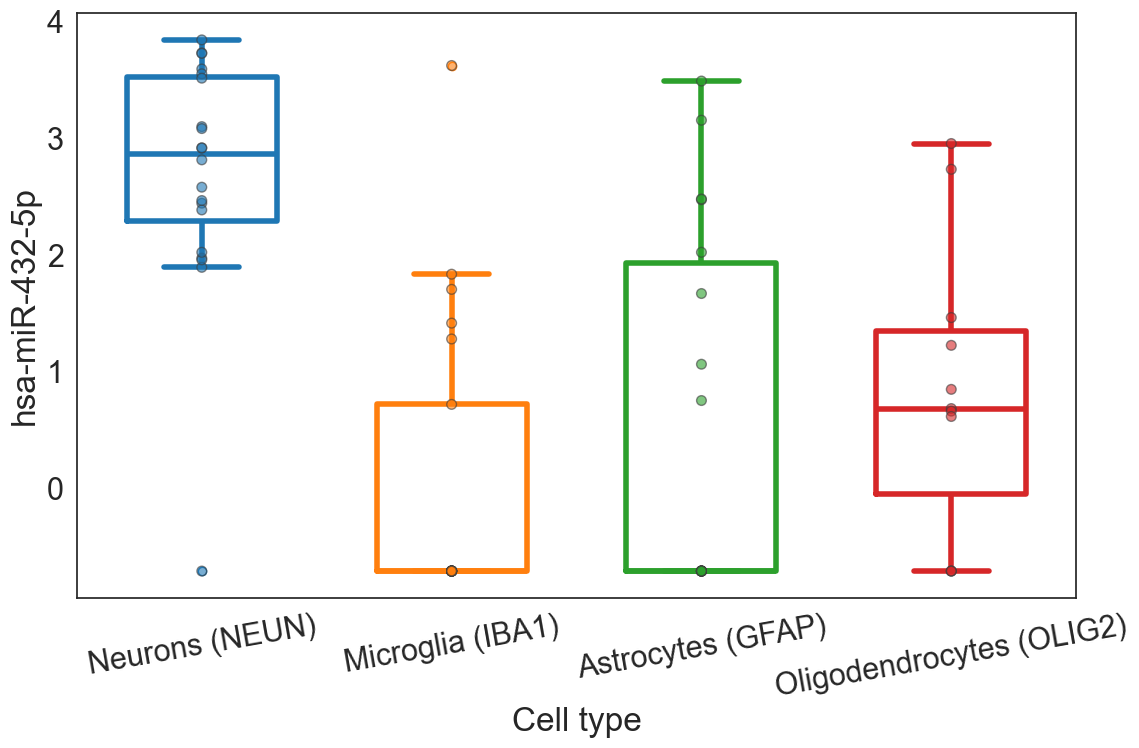 hsa-miR-432-5p
4
3
2
1
0
Neurons (NEUN)
Microglia (IBA1)
Astrocytes (GFAP)
Oligodendrocytes (OLIG2)
Cell type